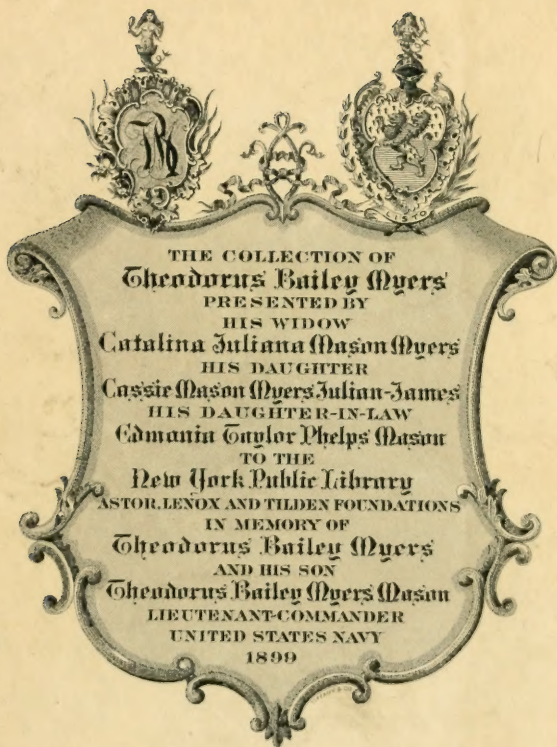 CISTO
THE COLLECTION OF
Theodorus Bailey Myers
PRESENTED BY
HIS WIDOW
Catalina Juliana Mason Myers
HIS DAUGHTER
Cassie Mason Myers Julian-James
HIS DAUGHTER-IN-LAW
Edmonia Taylor Phelps Mason
TO THE
New York Public Library
ASTOR, LENOX AND TILDEN FOUNDATIONS
IN MEMORY OF
Theodorus Bailey Myers
AND HIS SON
Theodorus Bailey Myers Mason
LIEUTENANT-COMMANDER
UNITED STATES NAVY
1899